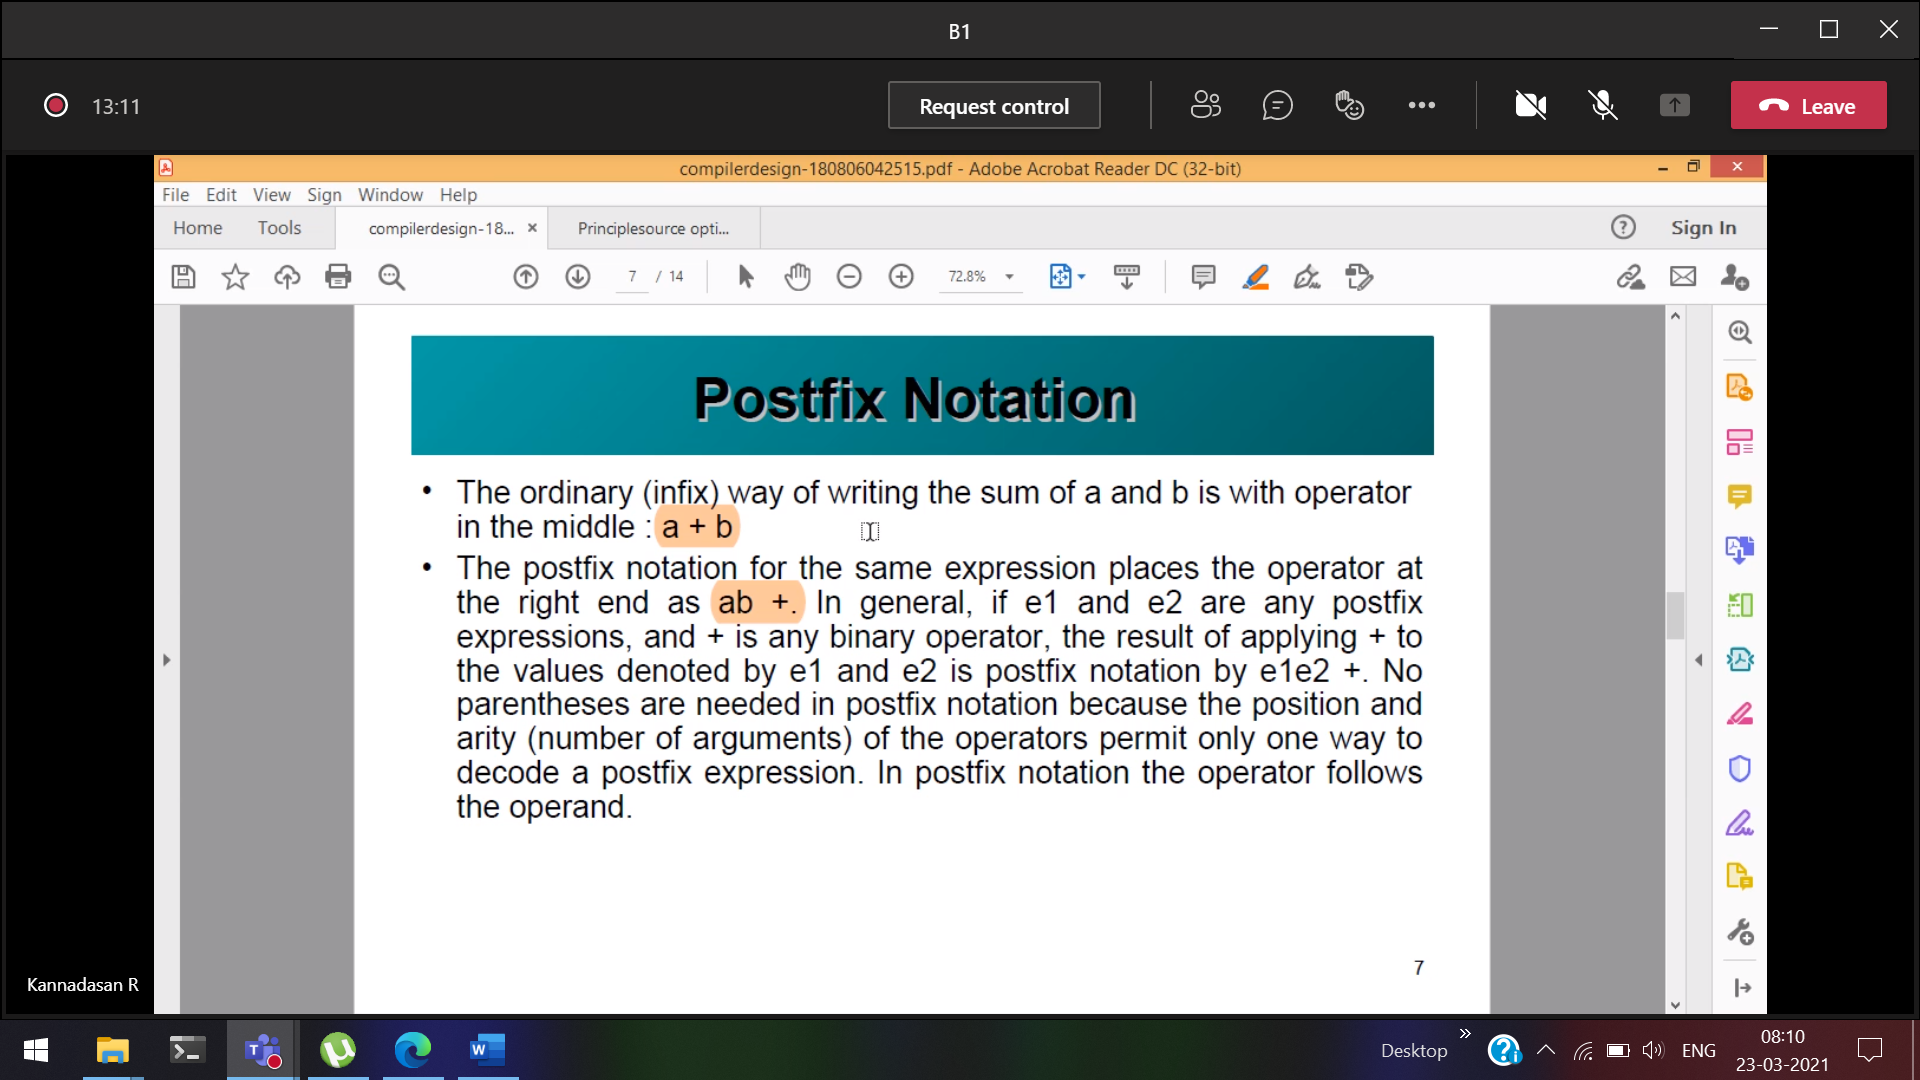 B1
13:11
Request control
Leave
compilerdesign-180806042515.pdf - Adobe Acrobat Reader DC (32-bit)
File Edit View Sign Window Help
Home Tools compilerdesign-18... × Principlesource opti... Sign In
7 / 14 72.8%
Postfix Notation
• The ordinary (infix) way of writing the sum of a and b is with operator
in the middle : a + b
• The postfix notation for the same expression places the operator at
the right end as ab +. In general, if e1 and e2 are any postfix
expressions, and + is any binary operator, the result of applying + to
the values denoted by e1 and e2 is postfix notation by e1e2 +. No
parentheses are needed in postfix notation because the position and
arity (number of arguments) of the operators permit only one way to
decode a postfix expression. In postfix notation the operator follows
the operand.
7
Kannadasan R
Desktop » ENG 08:10
23-03-2021